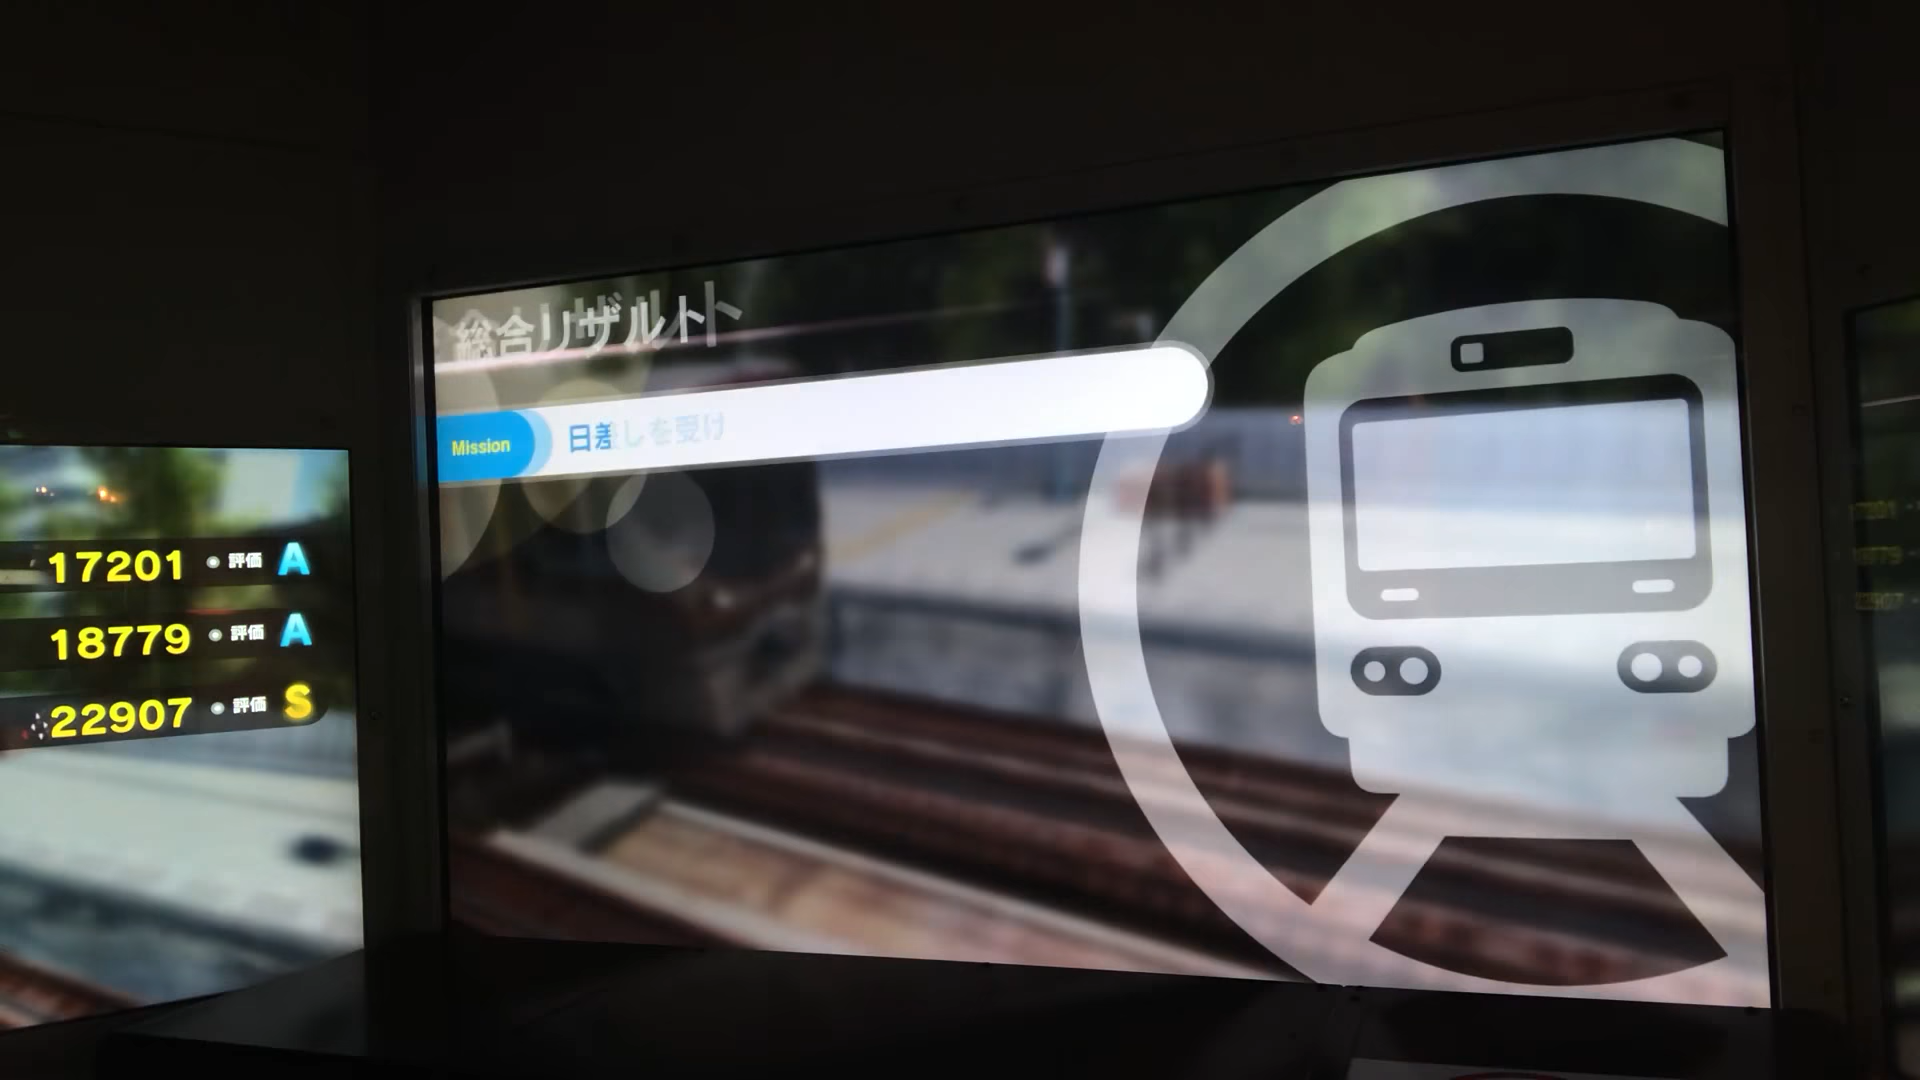 総合リザルト
Mission 日差しを受け
17201 ・評価 A
18779 ・評価 A
22907 ・評価 S